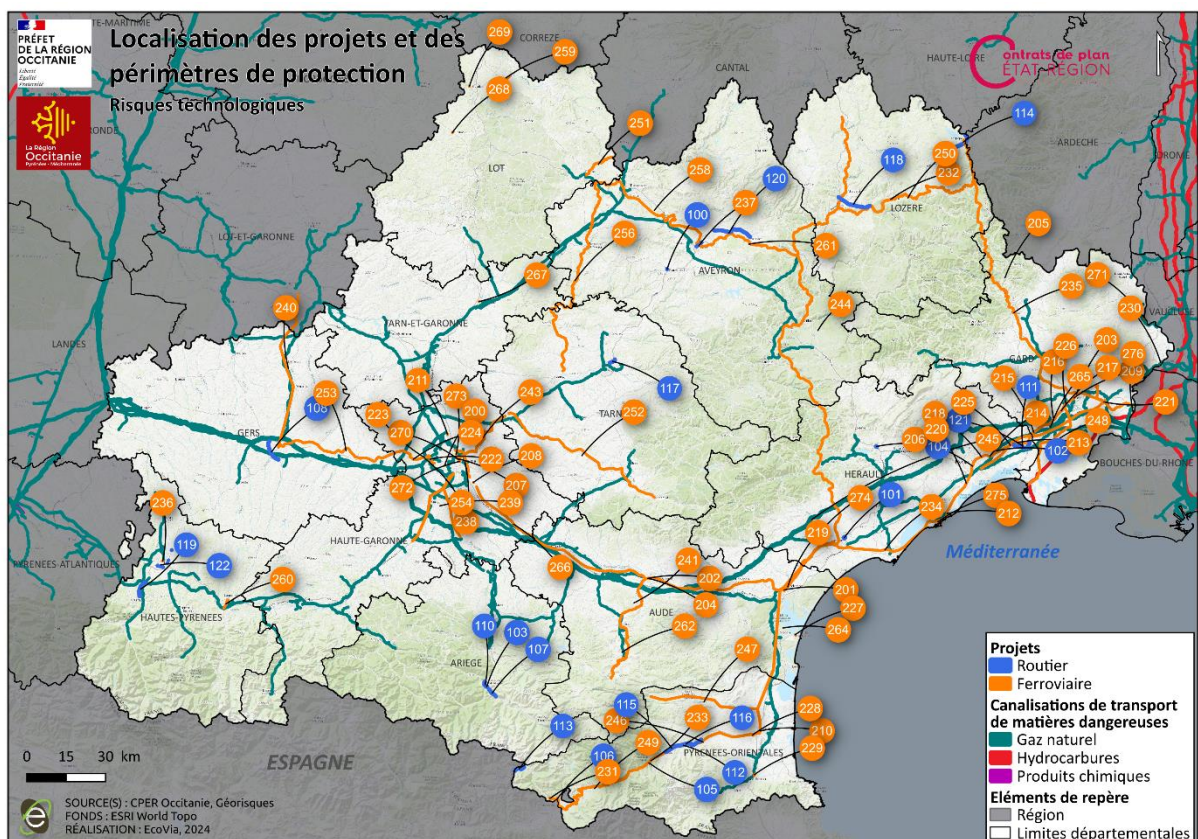 PRÉFET
DE LA RÉGION
OCCITANIE
Liberté
Égalité
Fraternité
La Région
Occitanie
Pyrénées - Méditerranée
Localisation des projets et des
périmètres de protection
Risques technologiques
Contrats de plan
ÉTAT-RÉGION
CORREZE
CANTAL
HAUTE-LOIRE
ARDECHE
DROME
LOT
LOZERE
AVEYRON
LOT-ET-GARONNE
LANDES
TARN-ET-GARONNE
GERS
TARN
GARD
VAUCLUSE
BOUCHES-DU-RHONE
HERAULT
HAUTE-GARONNE
PYRENEES-ATLANTIQUES
HAUTES-PYRENEES
ARIEGE
AUDE
PYRENEES-ORIENTALES
ESPAGNE
Méditerranée
269
259
268
251
114
258
120
118
250
232
237
100
205
256
261
267
271
235
240
244
230
226
203
211
216
276
253
108
273
243
117
215
217
209
265
111
223
200
252
218
225
214
248
221
270
224
220
121
206
104
245
213
102
222
208
272
207
274
101
275
236
254
239
238
234
212
119
219
122
266
241
202
260
201
204
227
110
103
262
264
107
247
115
228
246
233
116
113
210
249
229
106
231
112
105
0 15 30 km
SOURCE(S) : CPER Occitanie, Géorisques
FONDS : ESRI World Topo
RÉALISATION : EcoVia, 2024
Projets
Routier
Ferroviaire
Canalisations de transport
de matières dangereuses
Gaz naturel
Hydrocarbures
Produits chimiques
Eléments de repère
Région
Limites départementales